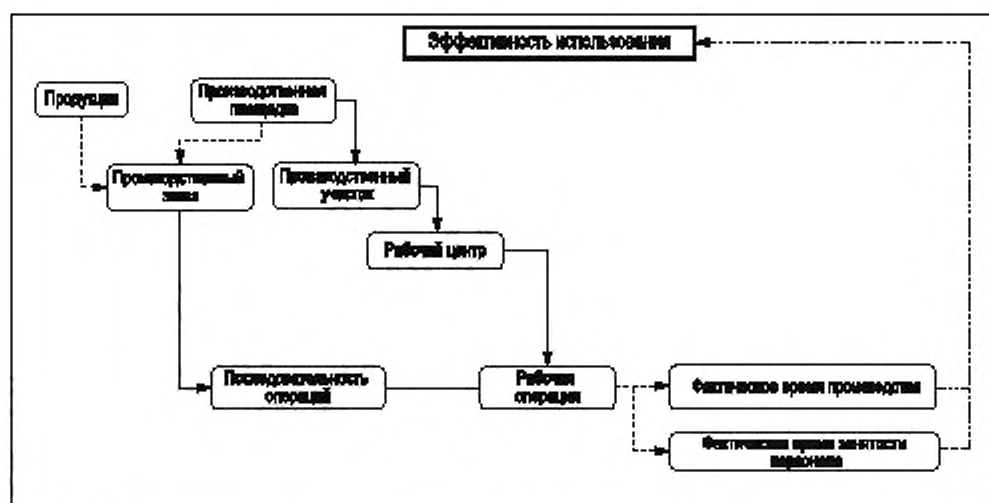 Эффективность использования
Продукция
Производственная
площадка
Производственный
заказ
Производственный
участок
Рабочий центр
Последовательность
операций
Рабочая
операция
Фактическое время производства
Фактическое время занятости
персонала